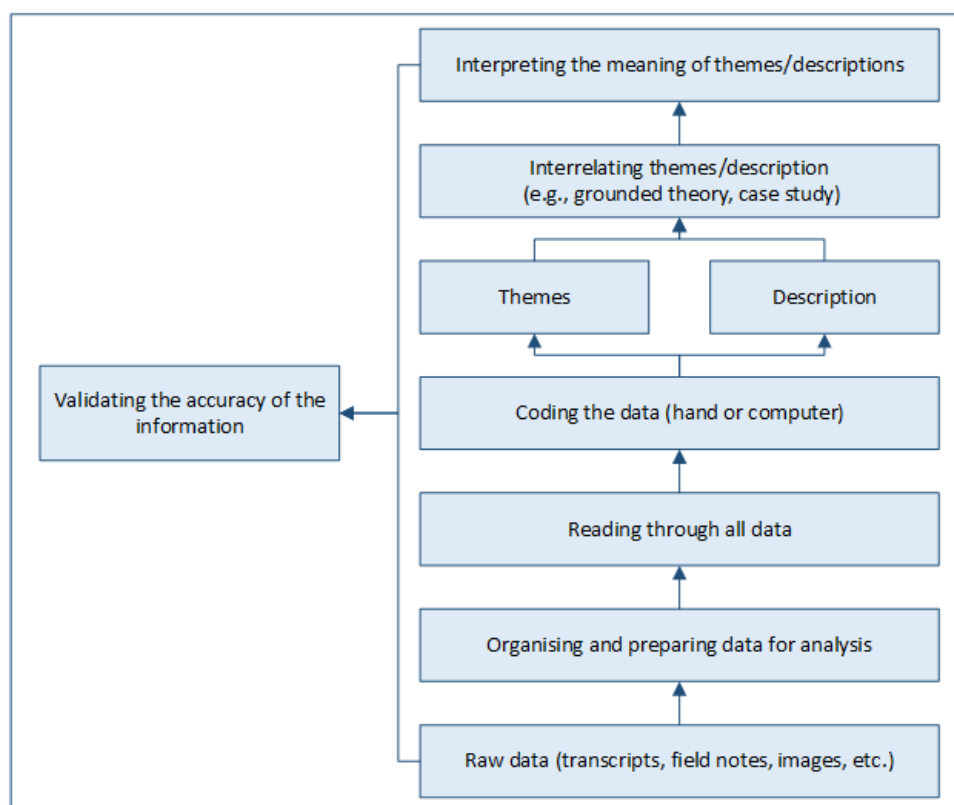 Interpreting the meaning of themes/descriptions
Interrelating themes/description
(e.g., grounded theory, case study)
Themes
Description
Validating the accuracy of the
information
Coding the data (hand or computer)
Reading through all data
Organising and preparing data for analysis
Raw data (transcripts, field notes, images, etc.)